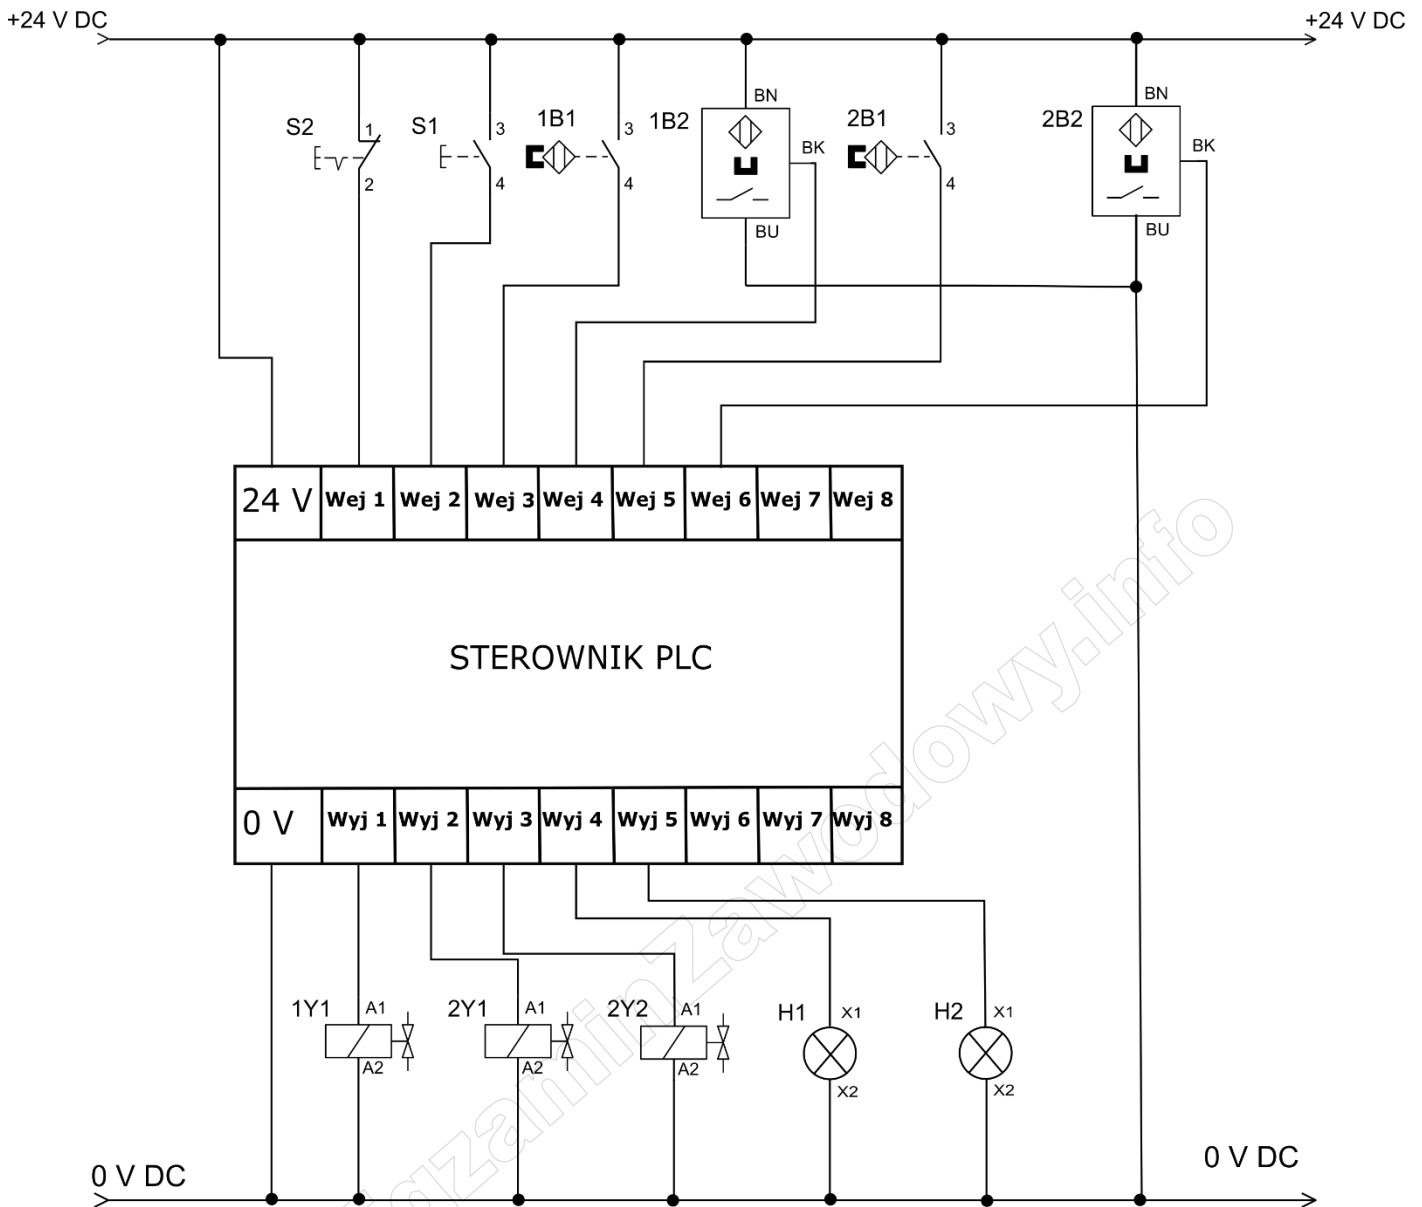 +24 V DC
+24 V DC
S2
1
2
S1
3
4
1B1
3
4
1B2
BN
BK
BU
2B1
3
4
2B2
BN
BK
BU
24 V
Wej 1
Wej 2
Wej 3
Wej 4
Wej 5
Wej 6
Wej 7
Wej 8
STEROWNIK PLC
0 V
Wyj 1
Wyj 2
Wyj 3
Wyj 4
Wyj 5
Wyj 6
Wyj 7
Wyj 8
1Y1
A1
A2
2Y1
A1
A2
2Y2
A1
A2
H1
X1
X2
H2
X1
X2
0 V DC
0 V DC
EgzaminZawodowy.info